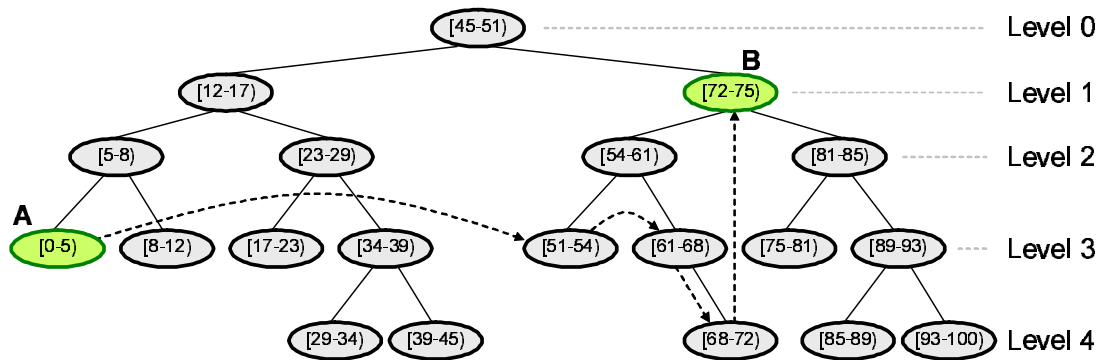 [45-51) Level 0
B
[12-17) [72-75) Level 1
[5-8) [23-29) [54-61) [81-85) Level 2
A
[0-5) [8-12) [17-23) [34-39) [51-54) [61-68) [75-81) [89-93) Level 3
[29-34) [39-45) [68-72) [85-89) [93-100) Level 4